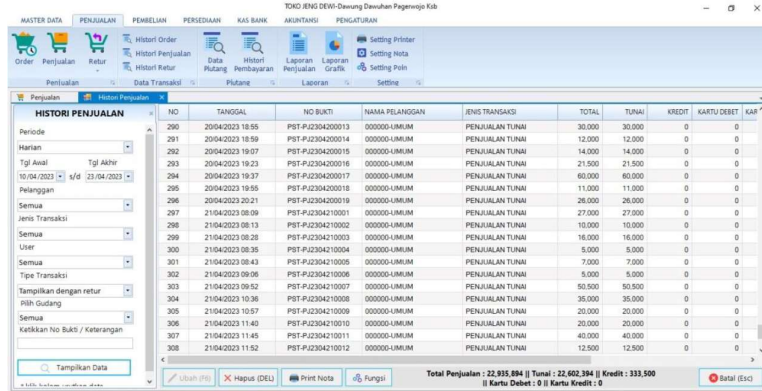 TOKO JENG DEWI-Dawung Dawuhan Pagerwojo Ksb
MASTER DATA PENJUALAN PEMBELIAN PERSEDIAAN KAS BANK AKUNTANSI PENGATURAN
Order Penjualan Retur
Histori Order
Histori Penjualan
Histori Retur
Data Piutang
Histori Pembayaran
Laporan Penjualan
Laporan Grafik
Setting Printer
Setting Nota
Setting Poin
Penjualan Data Transaksi Piutang Laporan Setting
Penjualan Histori Penjualan
HISTORI PENJUALAN
Periode
Harian
Tgl Awal Tgl Akhir
10/04/2023 s/d 23/04/2023
Pelanggan
Semua
Jenis Transaksi
Semua
User
Semua
Tipe Transaksi
Tampilkan dengan retur
Pilih Gudang
Semua
Ketikkan No Bukti / Keterangan
Tampilkan Data
NO TANGGAL NO BUKTI NAMA PELANGGAN JENIS TRANSAKSI TOTAL TUNAI KREDIT KARTU DEBET KAR
290 20/04/2023 18:55 PST-PJ2304200013 000000-UMUM PENJUALAN TUNAI 30,000 30,000 0 0
291 20/04/2023 18:59 PST-PJ2304200014 000000-UMUM PENJUALAN TUNAI 12,000 12,000 0 0
292 20/04/2023 19:07 PST-PJ2304200015 000000-UMUM PENJUALAN TUNAI 14,000 14,000 0 0
293 20/04/2023 19:23 PST-PJ2304200016 000000-UMUM PENJUALAN TUNAI 21,500 21,500 0 0
294 20/04/2023 19:37 PST-PJ2304200017 000000-UMUM PENJUALAN TUNAI 60,000 60,000 0 0
295 20/04/2023 19:55 PST-PJ2304200018 000000-UMUM PENJUALAN TUNAI 11,000 11,000 0 0
296 20/04/2023 20:21 PST-PJ2304200019 000000-UMUM PENJUALAN TUNAI 26,000 26,000 0 0
297 21/04/2023 08:09 PST-PJ2304210001 000000-UMUM PENJUALAN TUNAI 27,000 27,000 0 0
298 21/04/2023 08:13 PST-PJ2304210002 000000-UMUM PENJUALAN TUNAI 10,000 10,000 0 0
299 21/04/2023 08:28 PST-PJ2304210003 000000-UMUM PENJUALAN TUNAI 16,000 16,000 0 0
300 21/04/2023 08:35 PST-PJ2304210004 000000-UMUM PENJUALAN TUNAI 5,000 5,000 0 0
301 21/04/2023 08:43 PST-PJ2304210005 000000-UMUM PENJUALAN TUNAI 7,000 7,000 0 0
302 21/04/2023 09:06 PST-PJ2304210006 000000-UMUM PENJUALAN TUNAI 5,000 5,000 0 0
303 21/04/2023 09:52 PST-PJ2304210007 000000-UMUM PENJUALAN TUNAI 50,500 50,500 0 0
304 21/04/2023 10:36 PST-PJ2304210008 000000-UMUM PENJUALAN TUNAI 35,000 35,000 0 0
305 21/04/2023 10:57 PST-PJ2304210009 000000-UMUM PENJUALAN TUNAI 20,000 20,000 0 0
306 21/04/2023 11:40 PST-PJ2304210010 000000-UMUM PENJUALAN TUNAI 20,000 20,000 0 0
307 21/04/2023 11:45 PST-PJ2304210011 000000-UMUM PENJUALAN TUNAI 40,000 40,000 0 0
308 21/04/2023 11:52 PST-PJ2304210012 000000-UMUM PENJUALAN TUNAI 12,500 12,500 0 0
Ubah (F6) Hapus (DEL) Print Nota Fungsi
Total Penjualan : 22,935,894 || Tunai : 22,602,394 || Kredit : 333,500
|| Kartu Debet : 0 || Kartu Kredit : 0
Batal (Esc)